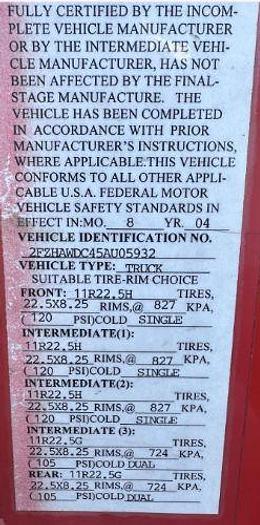 FULLY CERTIFIED BY THE INCOM-
PLETE VEHICLE MANUFACTURER
OR BY THE INTERMEDIATE VEHI-
CLE MANUFACTURER, HAS NOT
BEEN AFFECTED BY THE FINAL-
STAGE MANUFACTURE. THE
VEHICLE HAS BEEN COMPLETED
IN ACCORDANCE WITH PRIOR
MANUFACTURER'S INSTRUCTIONS,
WHERE APPLICABLE.THIS VEHICLE
CONFORMS TO ALL OTHER APPLI-
CABLE U.S.A. FEDERAL MOTOR
VEHICLE SAFETY STANDARDS IN
EFFECT IN:MO. 8 YR. 04
VEHICLE IDENTIFICATION NO.
2FZHAWDC45AU05932
VEHICLE TYPE: TRUCK
SUITABLE TIRE-RIM CHOICE
FRONT: 11R22.5H TIRES,
22.5X8.25 RIMS,@ 827 KPA,
(120 PSI)COLD SINGLE
INTERMEDIATE(1):
11R22.5H TIRES,
22.5X8.25 RIMS,@ 827 KPA,
(120 PSI)COLD SINGLE
INTERMEDIATE(2):
11R22.5H TIRES,
22.5X8.25 RIMS,@ 827 KPA,
(120 PSI)COLD SINGLE
INTERMEDIATE (3):
11R22.5G TIRES,
22.5X8.25 RIMS,@ 724 KPA,
(105 PSI)COLD DUAL
REAR: 11R22.5G TIRES,
22.5X8.25 RIMS,@ 724 KPA,
(105 PSI)COLD DUAL